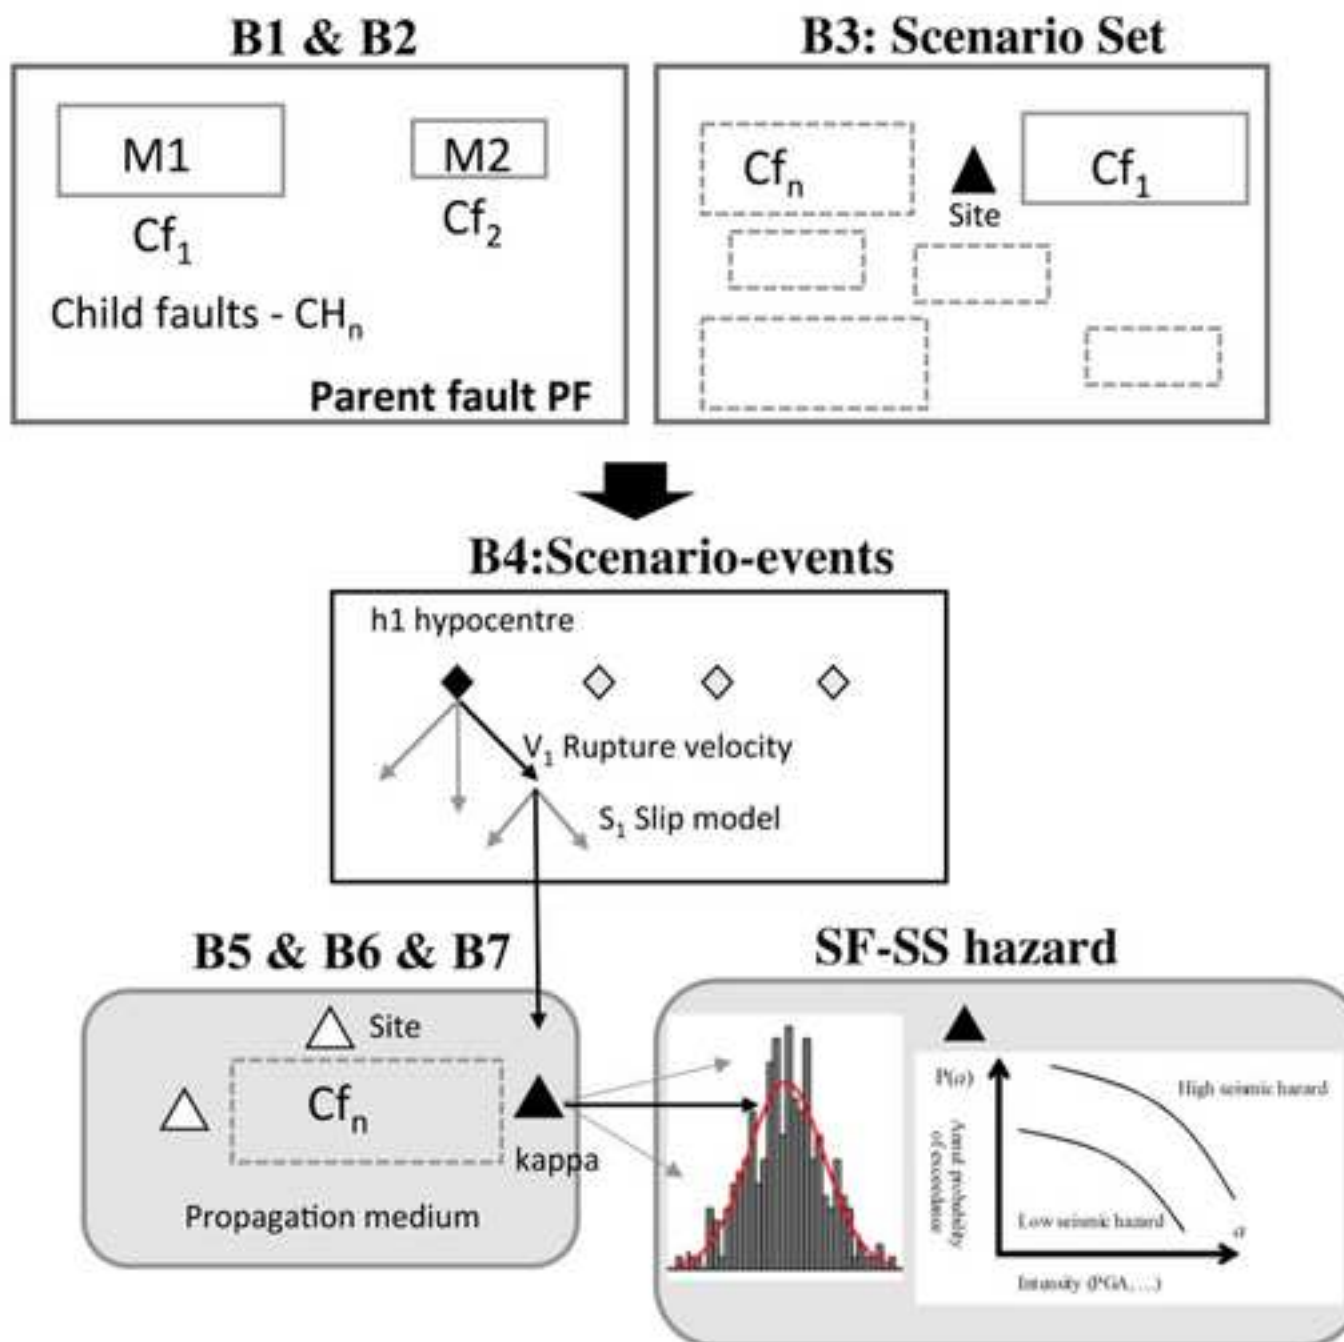 B1 & B2
M1
M2
Cf1
Cf2
Child faults - CHn
Parent fault PF
B3: Scenario Set
Cfn
Site
Cf1
B4:Scenario-events
h1 hypocentre
V1 Rupture velocity
S1 Slip model
B5 & B6 & B7
Site
Cfn
kappa
Propagation medium
SF-SS hazard
P(a)
High seismic hazard
Low seismic hazard
a
Intensity (PGA, ...)
probability